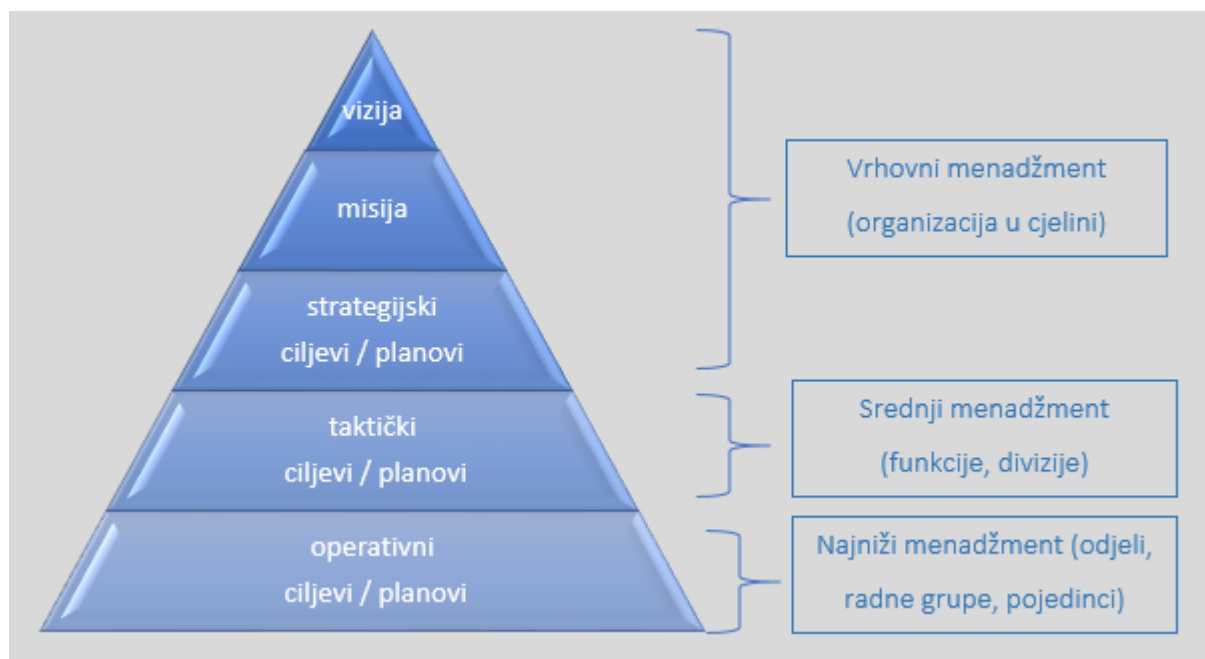 vizija
misija
strategijski
ciljevi / planovi
taktički
ciljevi / planovi
operativni
ciljevi / planovi
Vrhovni menadžment
(organizacija u cjelini)
Srednji menadžment
(funkcije, divizije)
Najniži menadžment (odjeli,
radne grupe, pojedinci)